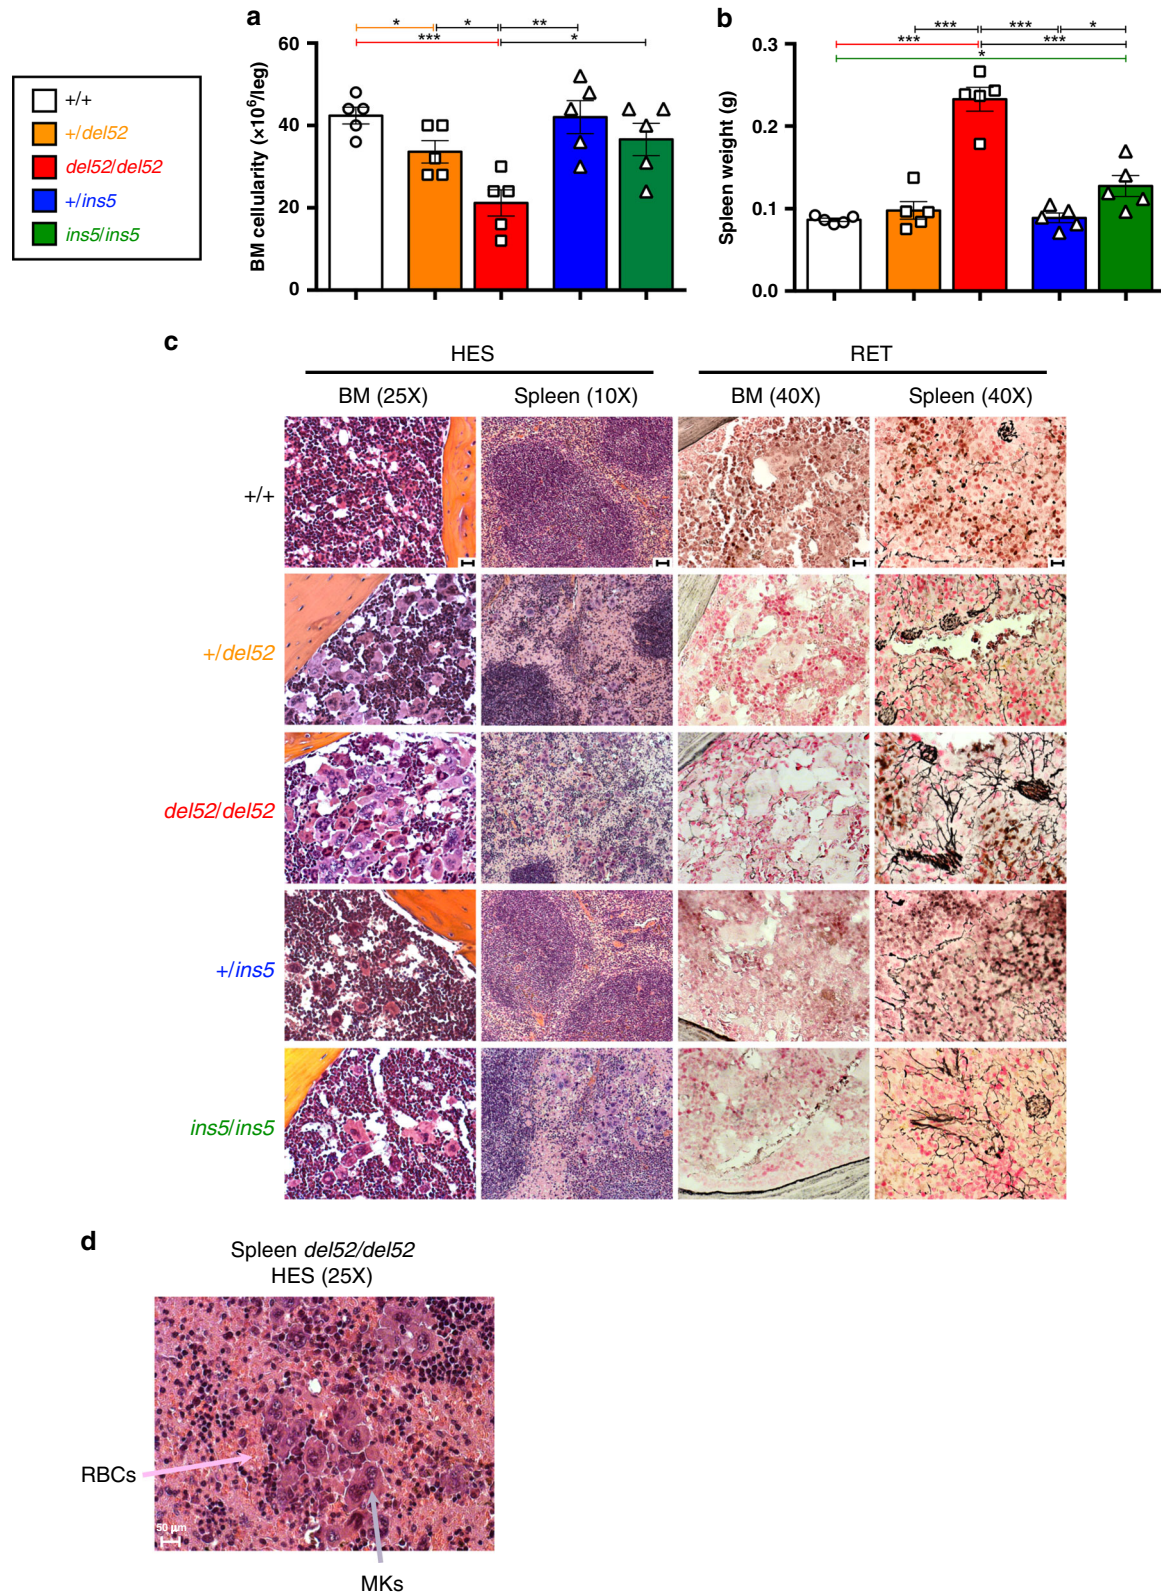 a
b
+/+
+/del52
del52/del52
+/ins5
ins5/ins5
BM cellularity (×10⁶/leg)
60
40
20
0
*
*
**
***
*
Spleen weight (g)
0.3
0.2
0.1
0.0
***
***
*
***
***
*
c
HES
RET
BM (25X)
Spleen (10X)
BM (40X)
Spleen (40X)
+/+
+/del52
del52/del52
+/ins5
ins5/ins5
d
Spleen del52/del52
HES (25X)
RBCs
50 µm
MKs